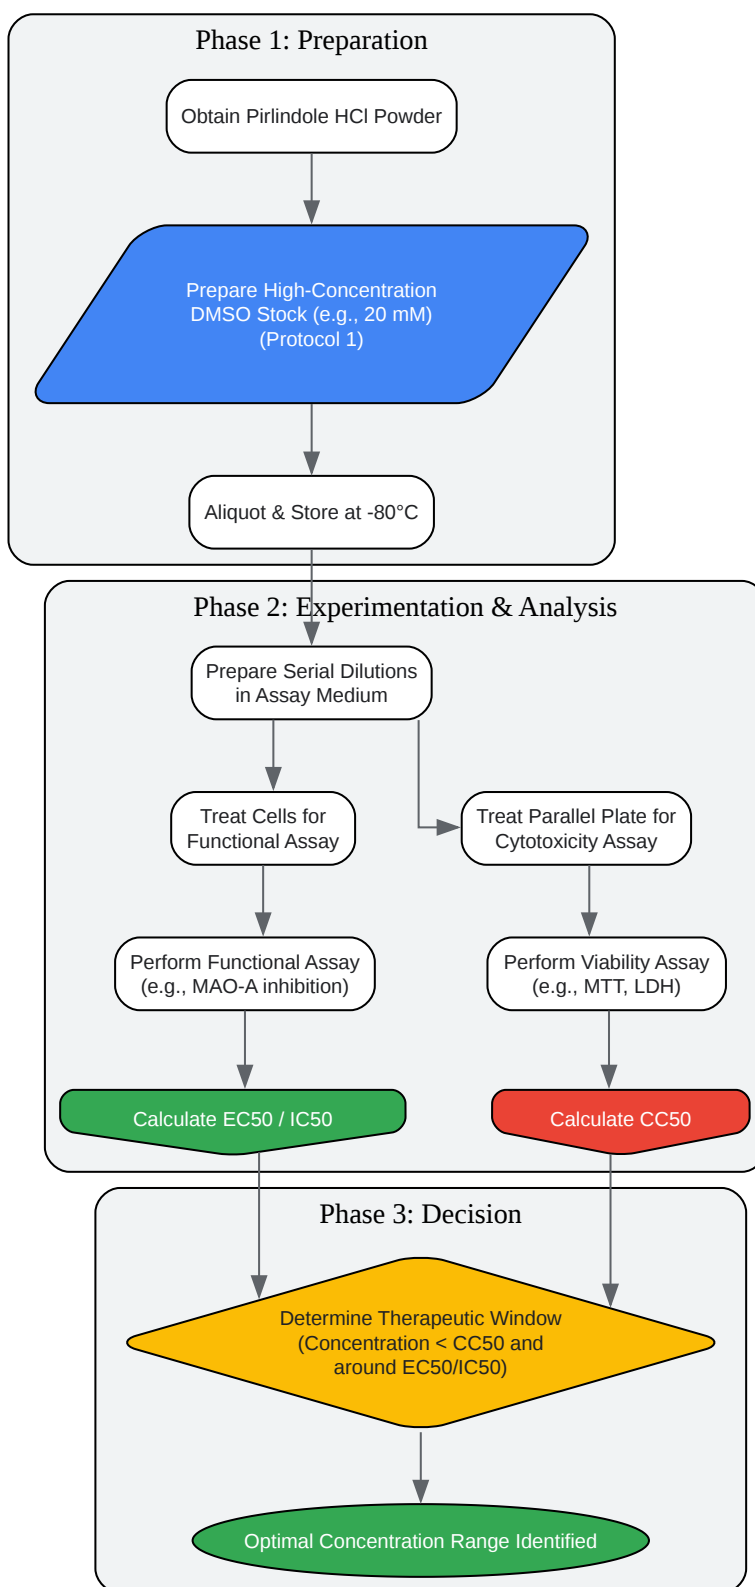 Phase 1: Preparation
Obtain Pirlindole HCl Powder
Prepare High-Concentration
DMSO Stock (e.g., 20 mM)
(Protocol 1)
Aliquot & Store at -80°C
Phase 2: Experimentation & Analysis
Prepare Serial Dilutions
in Assay Medium
Treat Cells for
Functional Assay
Treat Parallel Plate for
Cytotoxicity Assay
Perform Functional Assay
(e.g., MAO-A inhibition)
Perform Viability Assay
(e.g., MTT, LDH)
Calculate EC50 / IC50
Calculate CC50
Phase 3: Decision
Determine Therapeutic Window
(Concentration < CC50 and
around EC50/IC50)
Optimal Concentration Range Identified